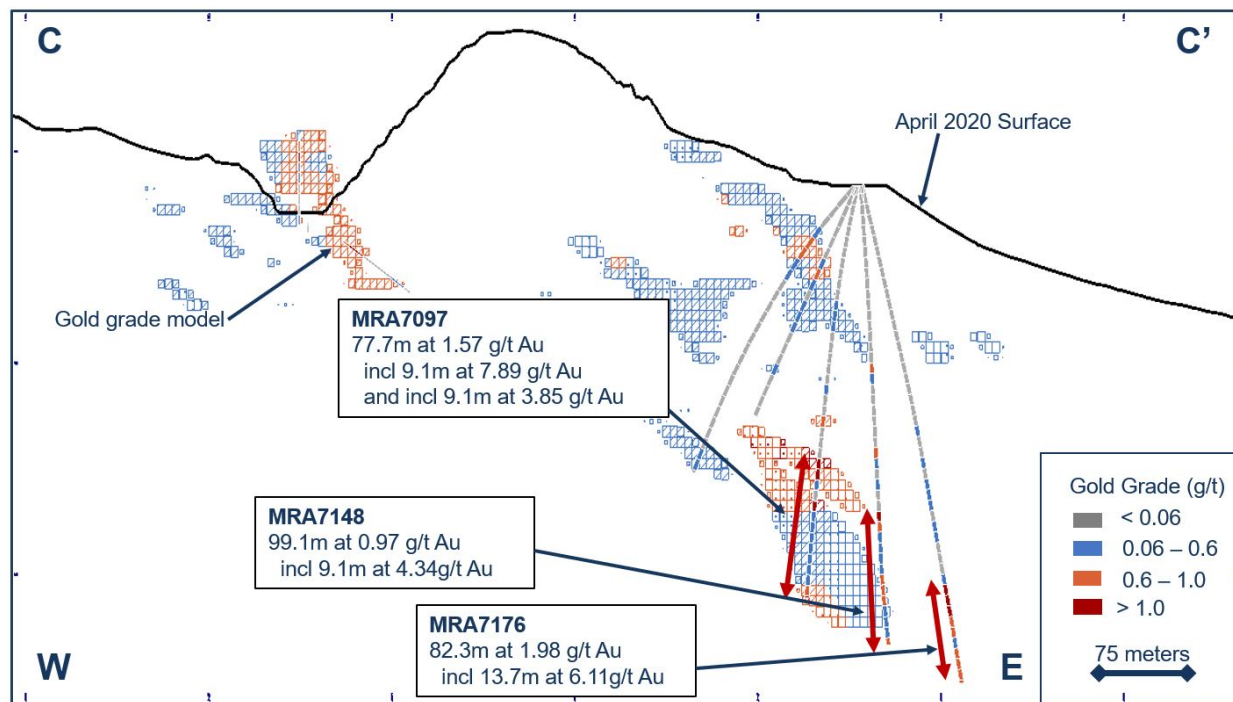 C
C’
April 2020 Surface
Gold grade model
MRA7097
77.7m at 1.57 g/t Au
incl 9.1m at 7.89 g/t Au
and incl 9.1m at 3.85 g/t Au
MRA7148
99.1m at 0.97 g/t Au
incl 9.1m at 4.34g/t Au
MRA7176
82.3m at 1.98 g/t Au
incl 13.7m at 6.11g/t Au
W
E
Gold Grade (g/t)
< 0.06
0.06 – 0.6
0.6 – 1.0
> 1.0
75 meters